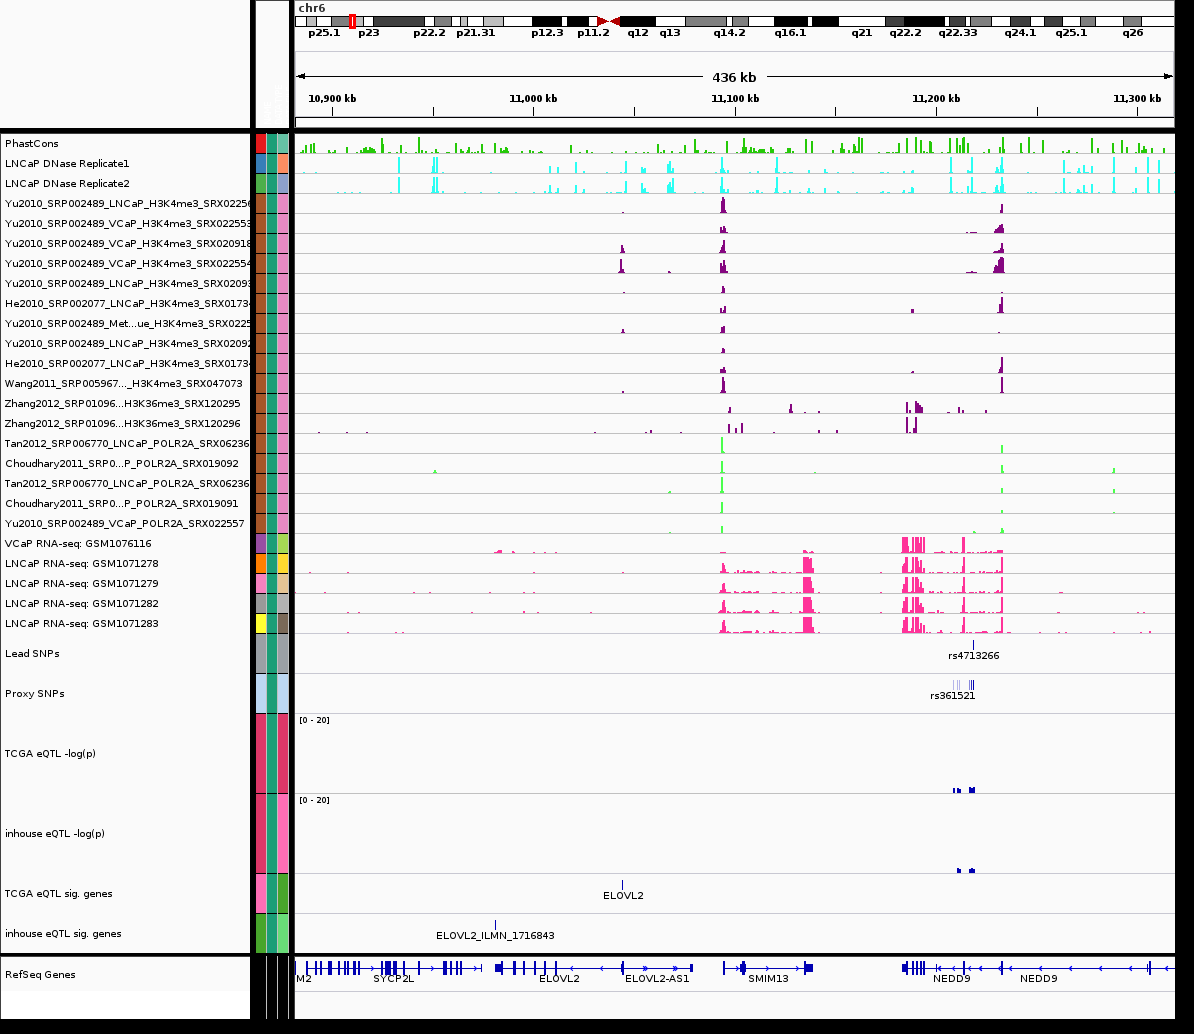 chr6
p25.1 p23 p22.2 p21.31 p12.3 p11.2 q12 q13 q14.2 q16.1 q21 q22.2 q22.33 q24.1 q25.1 q26
436 kb
10,900 kb 11,000 kb 11,100 kb 11,200 kb 11,300 kb
PhastCons
LNCaP DNase Replicate1
LNCaP DNase Replicate2
Yu2010_SRP002489_LNCaP_H3K4me3_SRX02250
Yu2010_SRP002489_VCaP_H3K4me3_SRX022553
Yu2010_SRP002489_VCaP_H3K4me3_SRX020918
Yu2010_SRP002489_VCaP_H3K4me3_SRX022554
Yu2010_SRP002489_LNCaP_H3K4me3_SRX02093
He2010_SRP002077_LNCaP_H3K4me3_SRX01734
Yu2010_SRP002489_Met...ue_H3K4me3_SRX0225
Yu2010_SRP002489_LNCaP_H3K4me3_SRX02092
He2010_SRP002077_LNCaP_H3K4me3_SRX01734
Wang2011_SRP005967..._H3K4me3_SRX047073
Zhang2012_SRP01096...H3K36me3_SRX120295
Zhang2012_SRP01096...H3K36me3_SRX120296
Tan2012_SRP006770_LNCaP_POLR2A_SRX06236
Choudhary2011_SRP0...P_POLR2A_SRX019092
Tan2012_SRP006770_LNCaP_POLR2A_SRX06236
Choudhary2011_SRP0...P_POLR2A_SRX019091
Yu2010_SRP002489_VCaP_POLR2A_SRX022557
VCaP RNA-seq: GSM1076116
LNCaP RNA-seq: GSM1071278
LNCaP RNA-seq: GSM1071279
LNCaP RNA-seq: GSM1071282
LNCaP RNA-seq: GSM1071283
Lead SNPs
rs4713266
Proxy SNPs
rs361521
[0 - 20]
TCGA eQTL -log(p)
[0 - 20]
inhouse eQTL -log(p)
TCGA eQTL sig. genes
ELOVL2
inhouse eQTL sig. genes
ELOVL2_ILMN_1716843
RefSeq Genes
M2 SYCP2L ELOVL2 ELOVL2-AS1 SMIM13 NEDD9 NEDD9